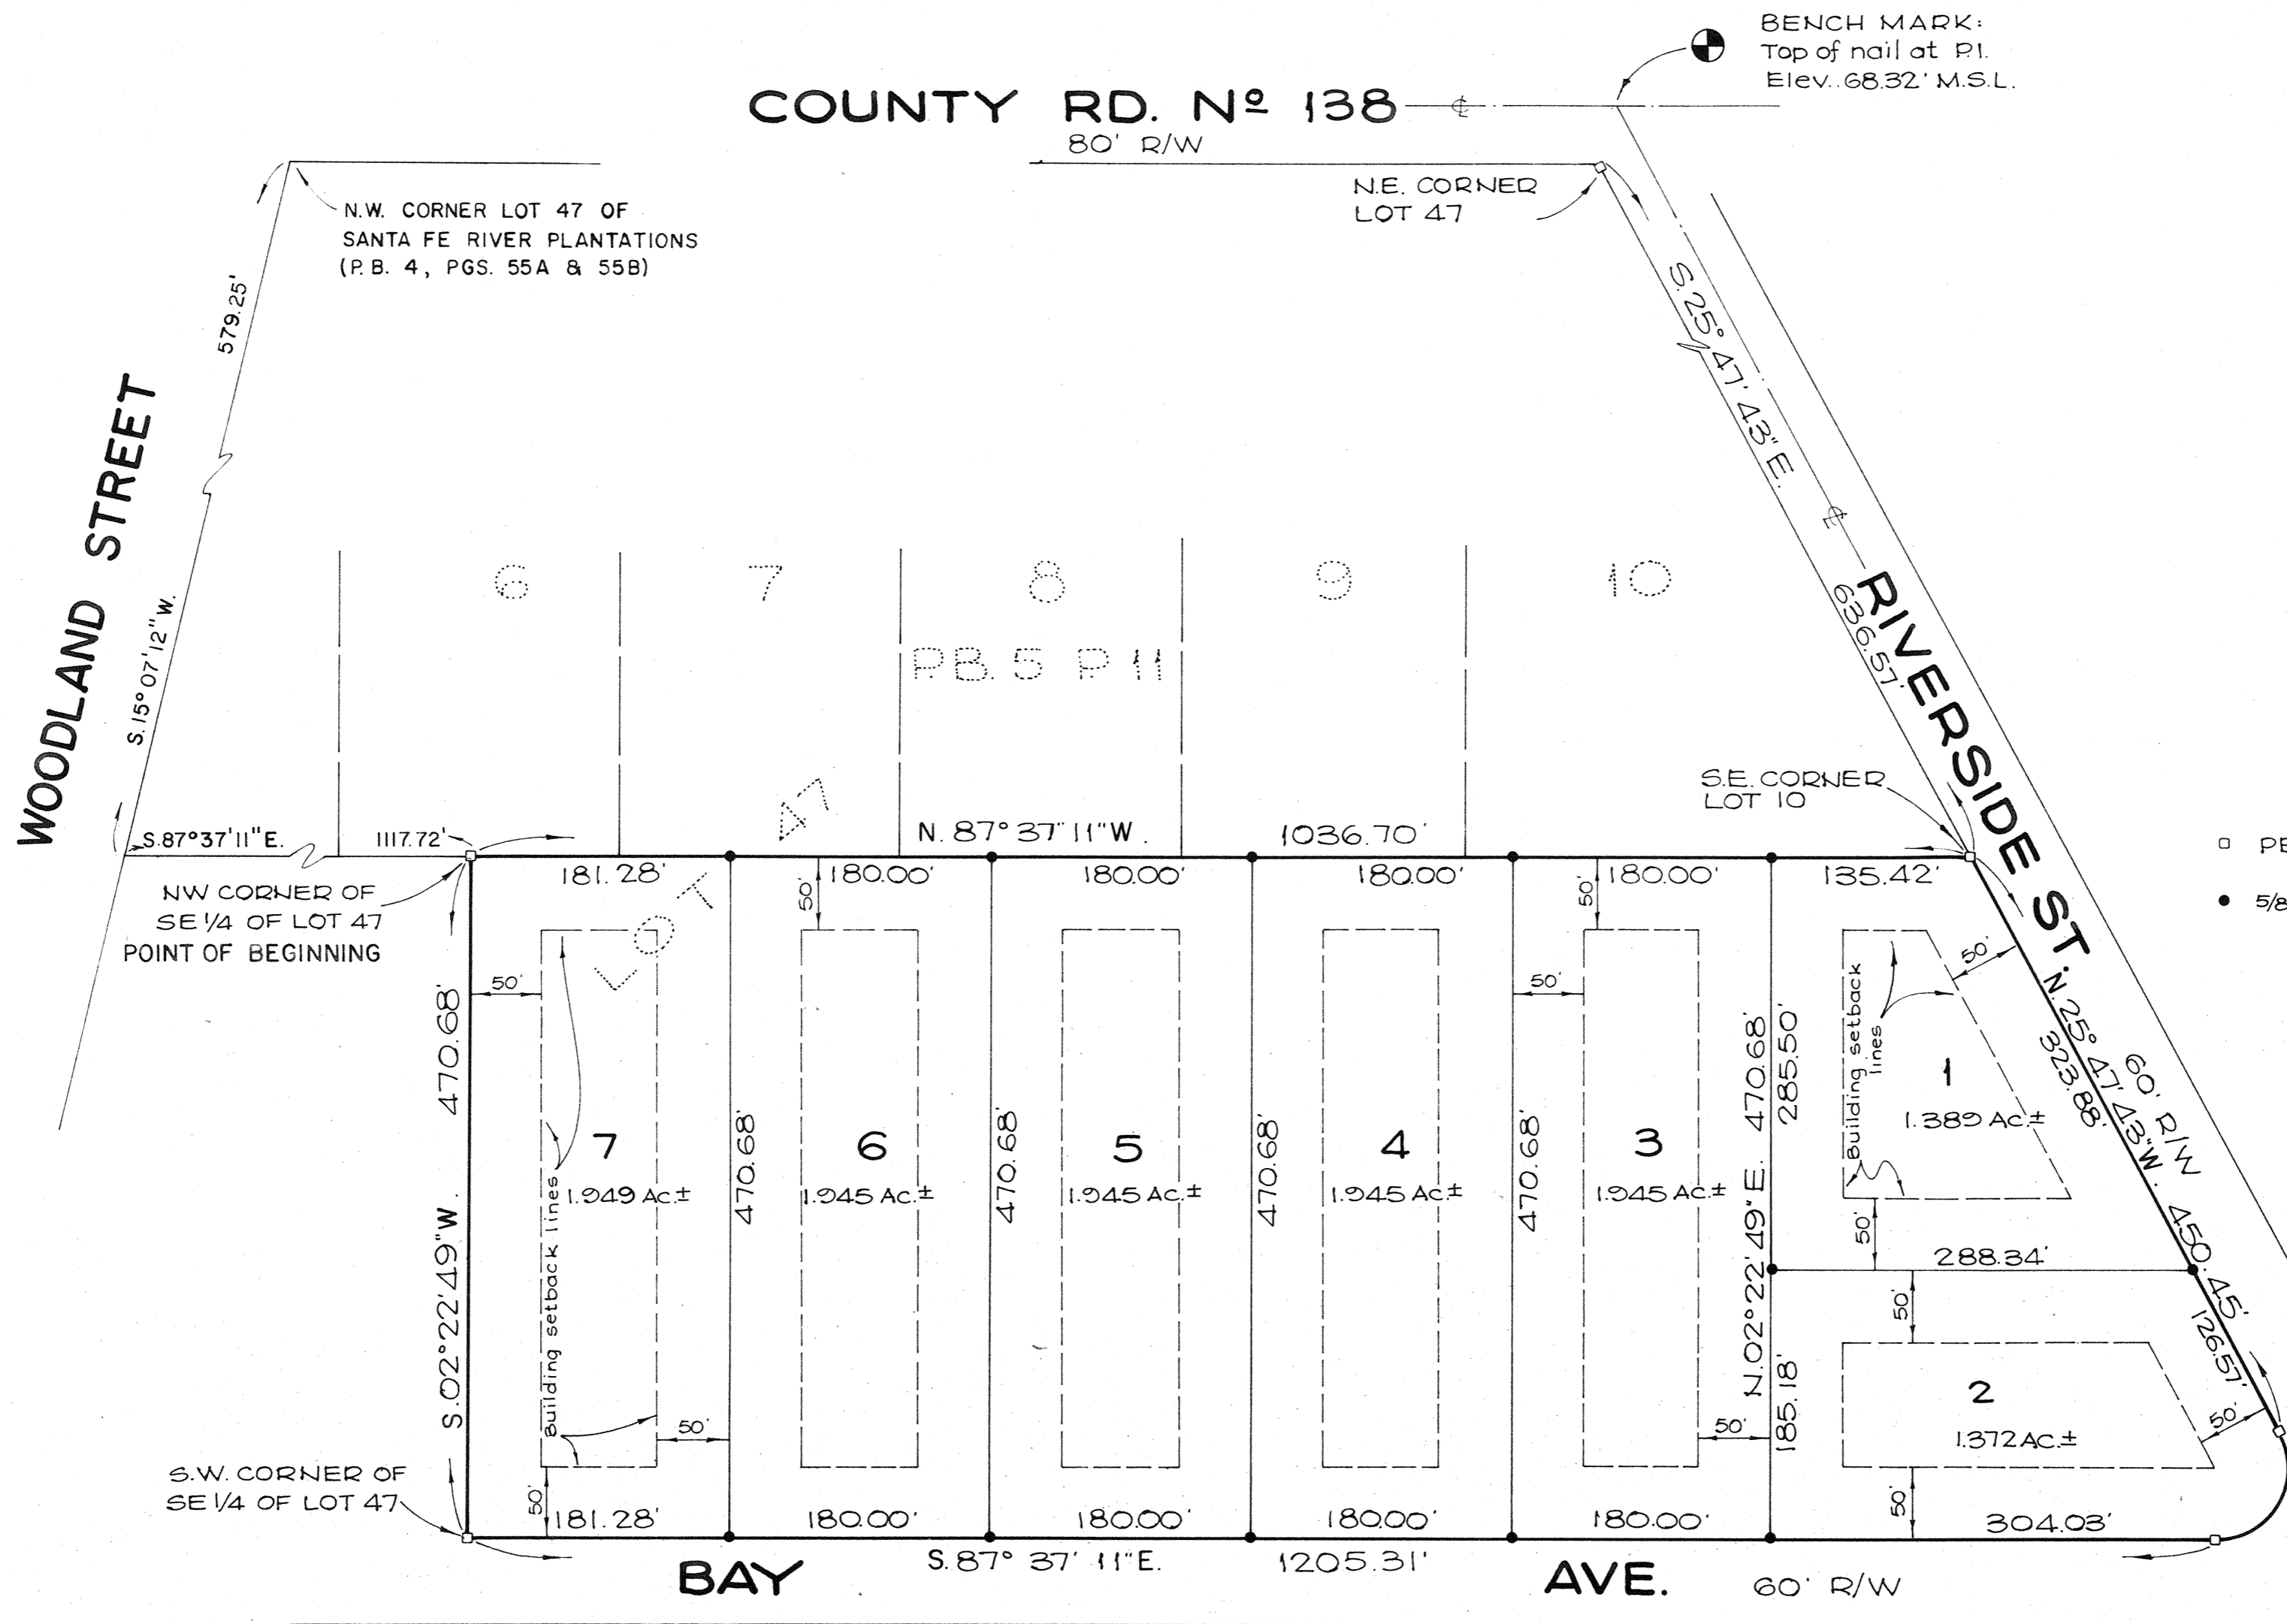 BENCH MARK:
Top of nail at P.I.
Elev. 68.32' M.S.L.
COUNTY RD. Nº 138
80' R/W
N.W. CORNER LOT 47 OF
SANTA FE RIVER PLANTATIONS
(P.B. 4, PGS. 55A & 55B)
N.E. CORNER
LOT 47
579.25'
S.15°07'12"W.
WOODLAND STREET
S.25°47'43"E.
636.57'
RIVERSIDE ST.
6
7
8
9
10
P.B. 5 P 11
LOT 47
S.E. CORNER
LOT 10
S.87°37'11"E.
1117.72'
N. 87°37'11"W.
1036.70'
181.28'
180.00'
180.00'
180.00'
180.00'
135.42'
NW CORNER OF
SE 1/4 OF LOT 47
POINT OF BEGINNING
5/8
50'
50'
50'
50'
50'
470.68'
S.02°22'49"W.
Building setback lines
7
1.949 Ac.±
470.68'
6
1.945 Ac.±
470.68'
5
1.945 Ac.±
470.68'
4
1.945 Ac.±
470.68'
3
1.945 Ac.±
N.02°22'49"E. 470.68'
285.50'
185.18'
Building setback
lines
1
1.389 Ac.±
N.25°47'43"W. 450.45'
323.88'
60' R/W
50'
288.34'
50'
126.57'
2
1.372 AC.±
50'
50'
50'
50'
50'
S.W. CORNER OF
SE 1/4 OF LOT 47
181.28'
180.00'
180.00'
180.00'
180.00'
304.03'
S.87° 37' 11"E.
1205.31'
BAY AVE.
60' R/W